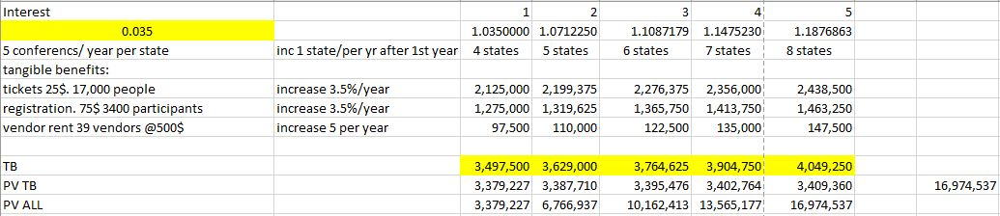 Interest 1 2 3 4 5
0.035 1.0350000 1.0712250 1.1087179 1.1475230 1.1876863
5 conferencs/ year per state inc 1 state/per yr after 1st year 4 states 5 states 6 states 7 states 8 states
tangible benefits:
tickets 25$. 17,000 people increase 3.5%/year 2,125,000 2,199,375 2,276,375 2,356,000 2,438,500
registration. 75$ 3400 participants increase 3.5%/year 1,275,000 1,319,625 1,365,750 1,413,750 1,463,250
vendor rent 39 vendors @500$ increase 5 per year 97,500 110,000 122,500 135,000 147,500
TB 3,497,500 3,629,000 3,764,625 3,904,750 4,049,250
PV TB 3,379,227 3,387,710 3,395,476 3,402,764 3,409,360 16,974,537
PV ALL 3,379,227 6,766,937 10,162,413 13,565,177 16,974,537